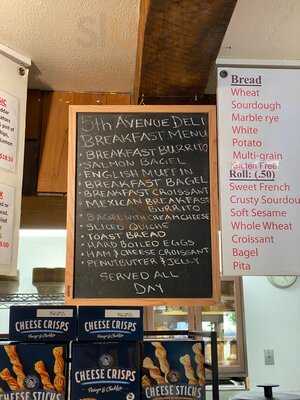 5th AVENUE DELI
BREAKFAST MENU
• BREAKFAST BURRITO
• SALMON BAGEL
• ENGLISH MUFFIN
• BREAKFAST BAGEL
• BREAKFAST CROISSANT
• MEXICAN BREAKFAST
BURRITO
• BAGEL WITH CREAM CHEESE
• SLICED QUICHE
• TOAST BREAD
• HARD BOILED EGGS
• HAM & CHEESE CROISSANT
• PEANUTBUTTER & JELLY
SERVED ALL
DAY
Bread
Wheat
Sourdough
Marble rye
White
Potato
Multi-grain
Gluten Free
Roll: (.50)
Sweet French
Crusty Sourdou
Soft Sesame
Whole Wheat
Croissant
Bagel
Pita
CHEESE CRISPS
CHEESE CRISPS
CHEESE CRISPS
CHEESE STICKS
CHEESE STICKS